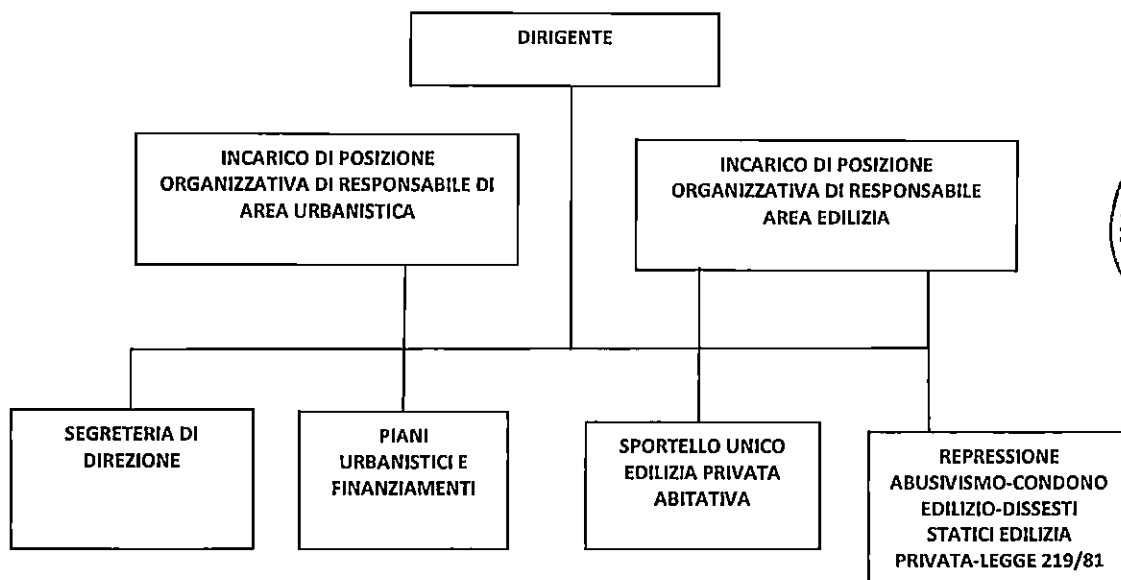 DIRIGENTE
INCARICO DI POSIZIONE
ORGANIZZATIVA DI RESPONSABILE DI
AREA URBANISTICA
INCARICO DI POSIZIONE
ORGANIZZATIVA DI RESPONSABILE
AREA EDILIZIA
SEGRETERIA DI
DIREZIONE
PIANI
URBANISTICI E
FINANZIAMENTI
SPORTELLO UNICO
EDILIZIA PRIVATA
ABITATIVA
REPRESSIONE
ABUSIVISMO-CONDONO
EDILIZIO-DISSESTI
STATICI EDILIZIA
PRIVATA-LEGGE 219/81